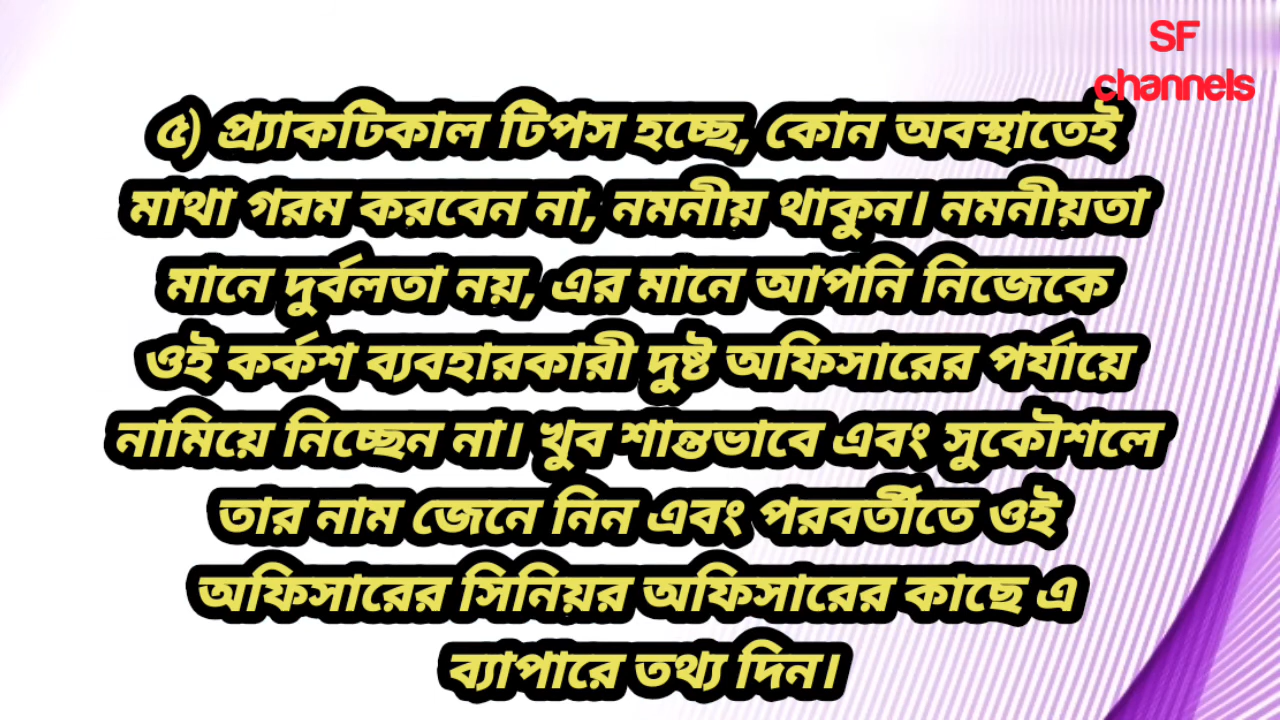 SF
channels
৫) প্র্যাকটিকাল টিপস হচ্ছে, কোন অবস্থাতেই
মাথা গরম করবেন না, নমনীয় থাকুন। নমনীয়তা
মানে দুর্বলতা নয়, এর মানে আপনি নিজেকে
ওই কর্কশ ব্যবহারকারী দুষ্ট অফিসারের পর্যায়ে
নামিয়ে নিচ্ছেন না। খুব শান্তভাবে এবং সুকৌশলে
তার নাম জেনে নিন এবং পরবর্তীতে ওই
অফিসারের সিনিয়র অফিসারের কাছে এ
ব্যাপারে তথ্য দিন।